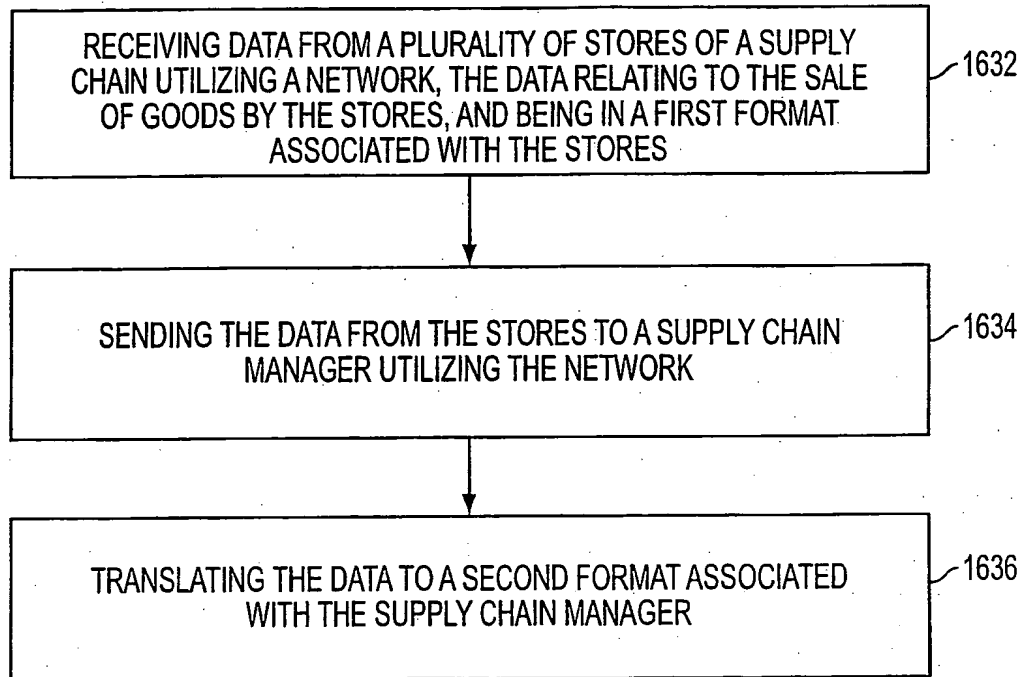 RECEIVING DATA FROM A PLURALITY OF STORES OF A SUPPLY
CHAIN UTILIZING A NETWORK, THE DATA RELATING TO THE SALE
OF GOODS BY THE STORES, AND BEING IN A FIRST FORMAT
ASSOCIATED WITH THE STORES
1632
SENDING THE DATA FROM THE STORES TO A SUPPLY CHAIN
MANAGER UTILIZING THE NETWORK
1634
TRANSLATING THE DATA TO A SECOND FORMAT ASSOCIATED
WITH THE SUPPLY CHAIN MANAGER
1636